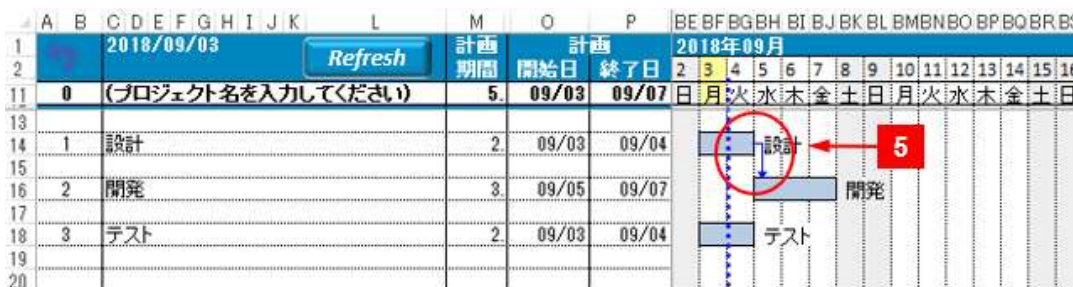 A B C D E F G H I J K L M O P BE BF BG BH BI BJ BK BL BM BN BO BP BQ BR BS
1 2018/09/03 Refresh 計画 計画 2018年09月
2 期間 開始日 終了日 2 3 4 5 6 7 8 9 10 11 12 13 14 15 16
11 0 (プロジェクト名を入力してください) 5. 09/03 09/07 日 月 火 水 木 金 土 日 月 火 水 木 金 土 日
13
14 1 設計 2. 09/03 09/04 設計 5
15
16 2 開発 3. 09/05 09/07 開発
17
18 3 テスト 2. 09/03 09/04 テスト
19
20